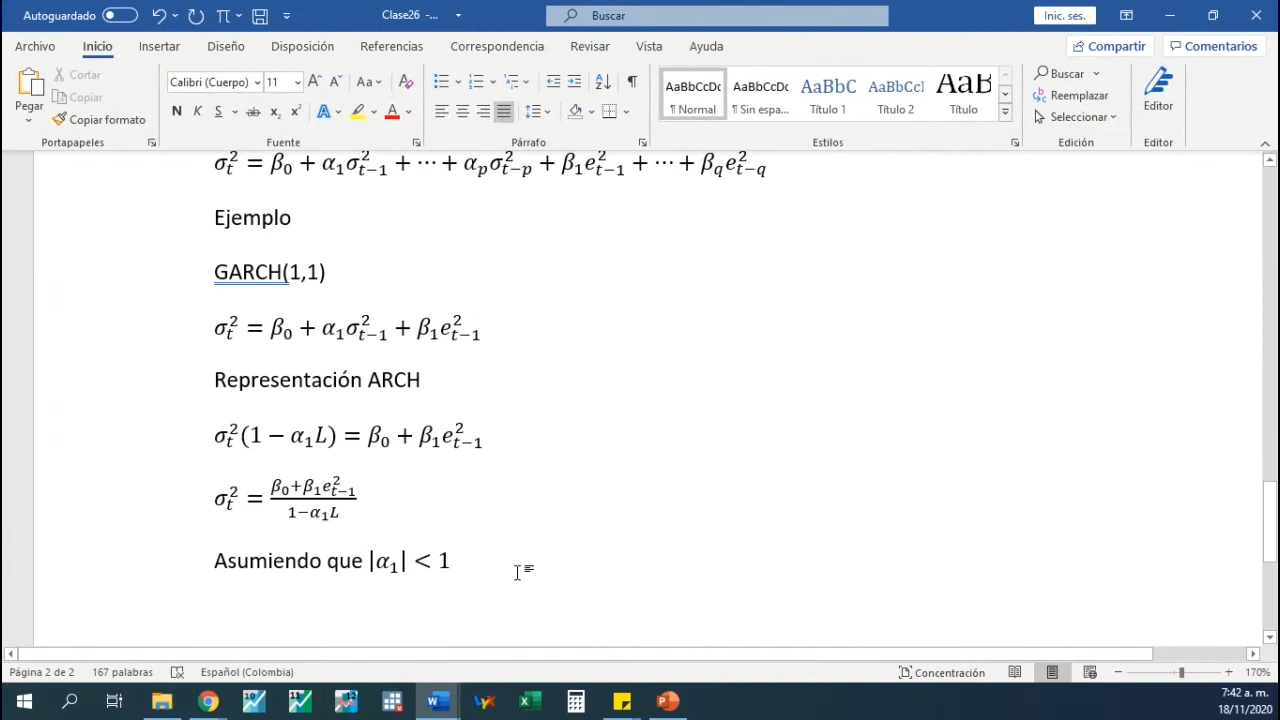 Autoguardado
Clase26 -...
Buscar
Inic. ses.
Archivo Inicio Insertar Diseño Disposición Referencias Correspondencia Revisar Vista Ayuda
Compartir Comentarios
Pegar
Cortar
Copiar
Copiar formato
Portapapeles
Calibri (Cuerpo) 11
N K S ab x₂ x²
Fuente
Párrafo
AaBbCcDc ¶ Normal
AaBbCcDc ¶ Sin espa...
AaBbC Título 1
AaBbCcl Título 2
AaB Título
Estilos
Buscar
Reemplazar
Seleccionar
Edición
Editor
Editor
σ_t^2 = β_0 + α_1σ_{t−1}^2 + ⋯ + α_pσ_{t−p}^2 + β_1e_{t−1}^2 + ⋯ + β_qe_{t−q}^2
Ejemplo
GARCH(1,1)
σ_t^2 = β_0 + α_1σ_{t−1}^2 + β_1e_{t−1}^2
Representación ARCH
σ_t^2(1 − α_1L) = β_0 + β_1e_{t−1}^2
σ_t^2 = (β_0+β_1e_{t−1}^2)/(1−α_1L)
Asumiendo que |α_1| < 1
Página 2 de 2 167 palabras Español (Colombia) Concentración 170%
7:42 a. m.
18/11/2020